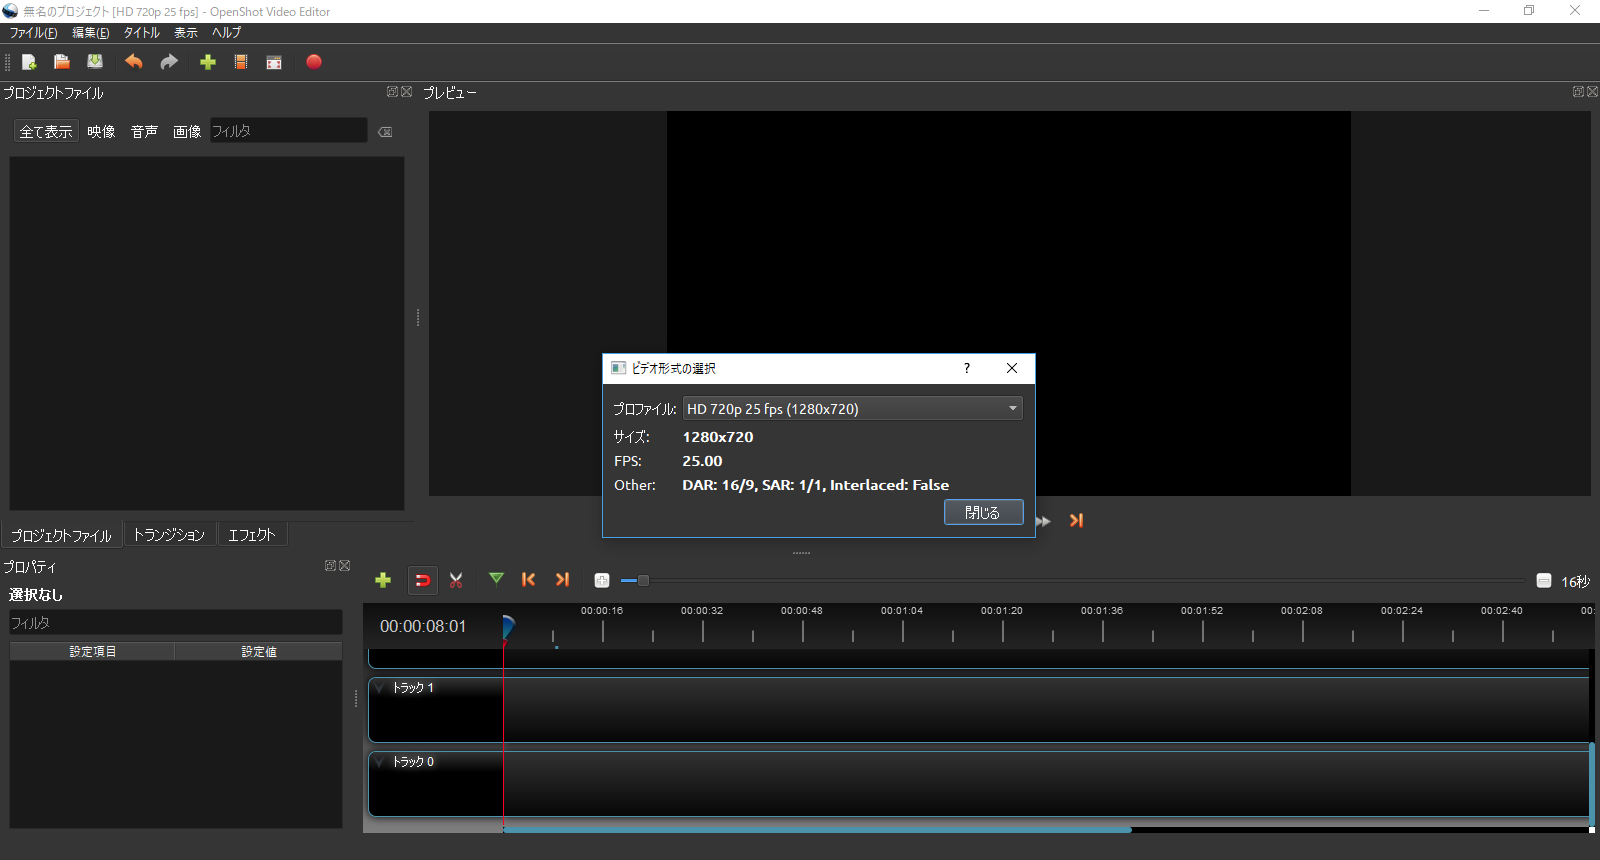 無名のプロジェクト [HD 720p 25 fps] - OpenShot Video Editor
ファイル(F) 編集(E) タイトル 表示 ヘルプ
プロジェクトファイル
プレビュー
全て表示 映像 音声 画像 フィルタ
ビデオ形式の選択 ?
プロファイル: HD 720p 25 fps (1280x720)
サイズ: 1280x720
FPS: 25.00
Other: DAR: 16/9, SAR: 1/1, Interlaced: False
閉じる
プロジェクトファイル トランジション エフェクト
プロパティ
選択なし
フィルタ
設定項目 設定値
16秒
00:00:08:01
00:00:16 00:00:32 00:00:48 00:01:04 00:01:20 00:01:36 00:01:52 00:02:08 00:02:24 00:02:40 00:
トラック 1
トラック 0